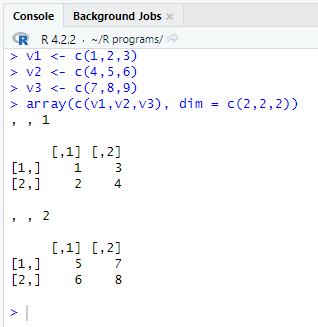 Console Background Jobs ×
R R 4.2.2 · ~/R programs/
> v1 <- c(1,2,3)
> v2 <- c(4,5,6)
> v3 <- c(7,8,9)
> array(c(v1,v2,v3), dim = c(2,2,2))
, , 1
[,1] [,2]
[1,] 1 3
[2,] 2 4
, , 2
[,1] [,2]
[1,] 5 7
[2,] 6 8
>